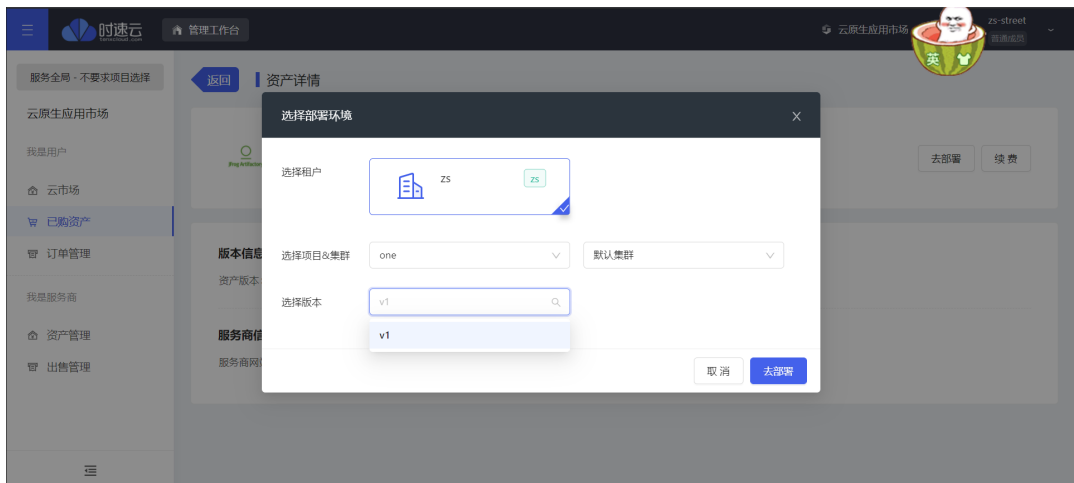 时速云
tenxcloud.com
管理工作台
云原生应用市场
英
zs-street
普通成员
服务全局 - 不要求项目选择
返回
资产详情
云原生应用市场
我是用户
云市场
已购资产
订单管理
我是服务商
资产管理
出售管理
去部署
续 费
版本信息
资产版本
服务商信
服务商网
选择部署环境
选择租户
zs
zs
选择项目&集群
one
默认集群
选择版本
v1
v1
取 消
去部署